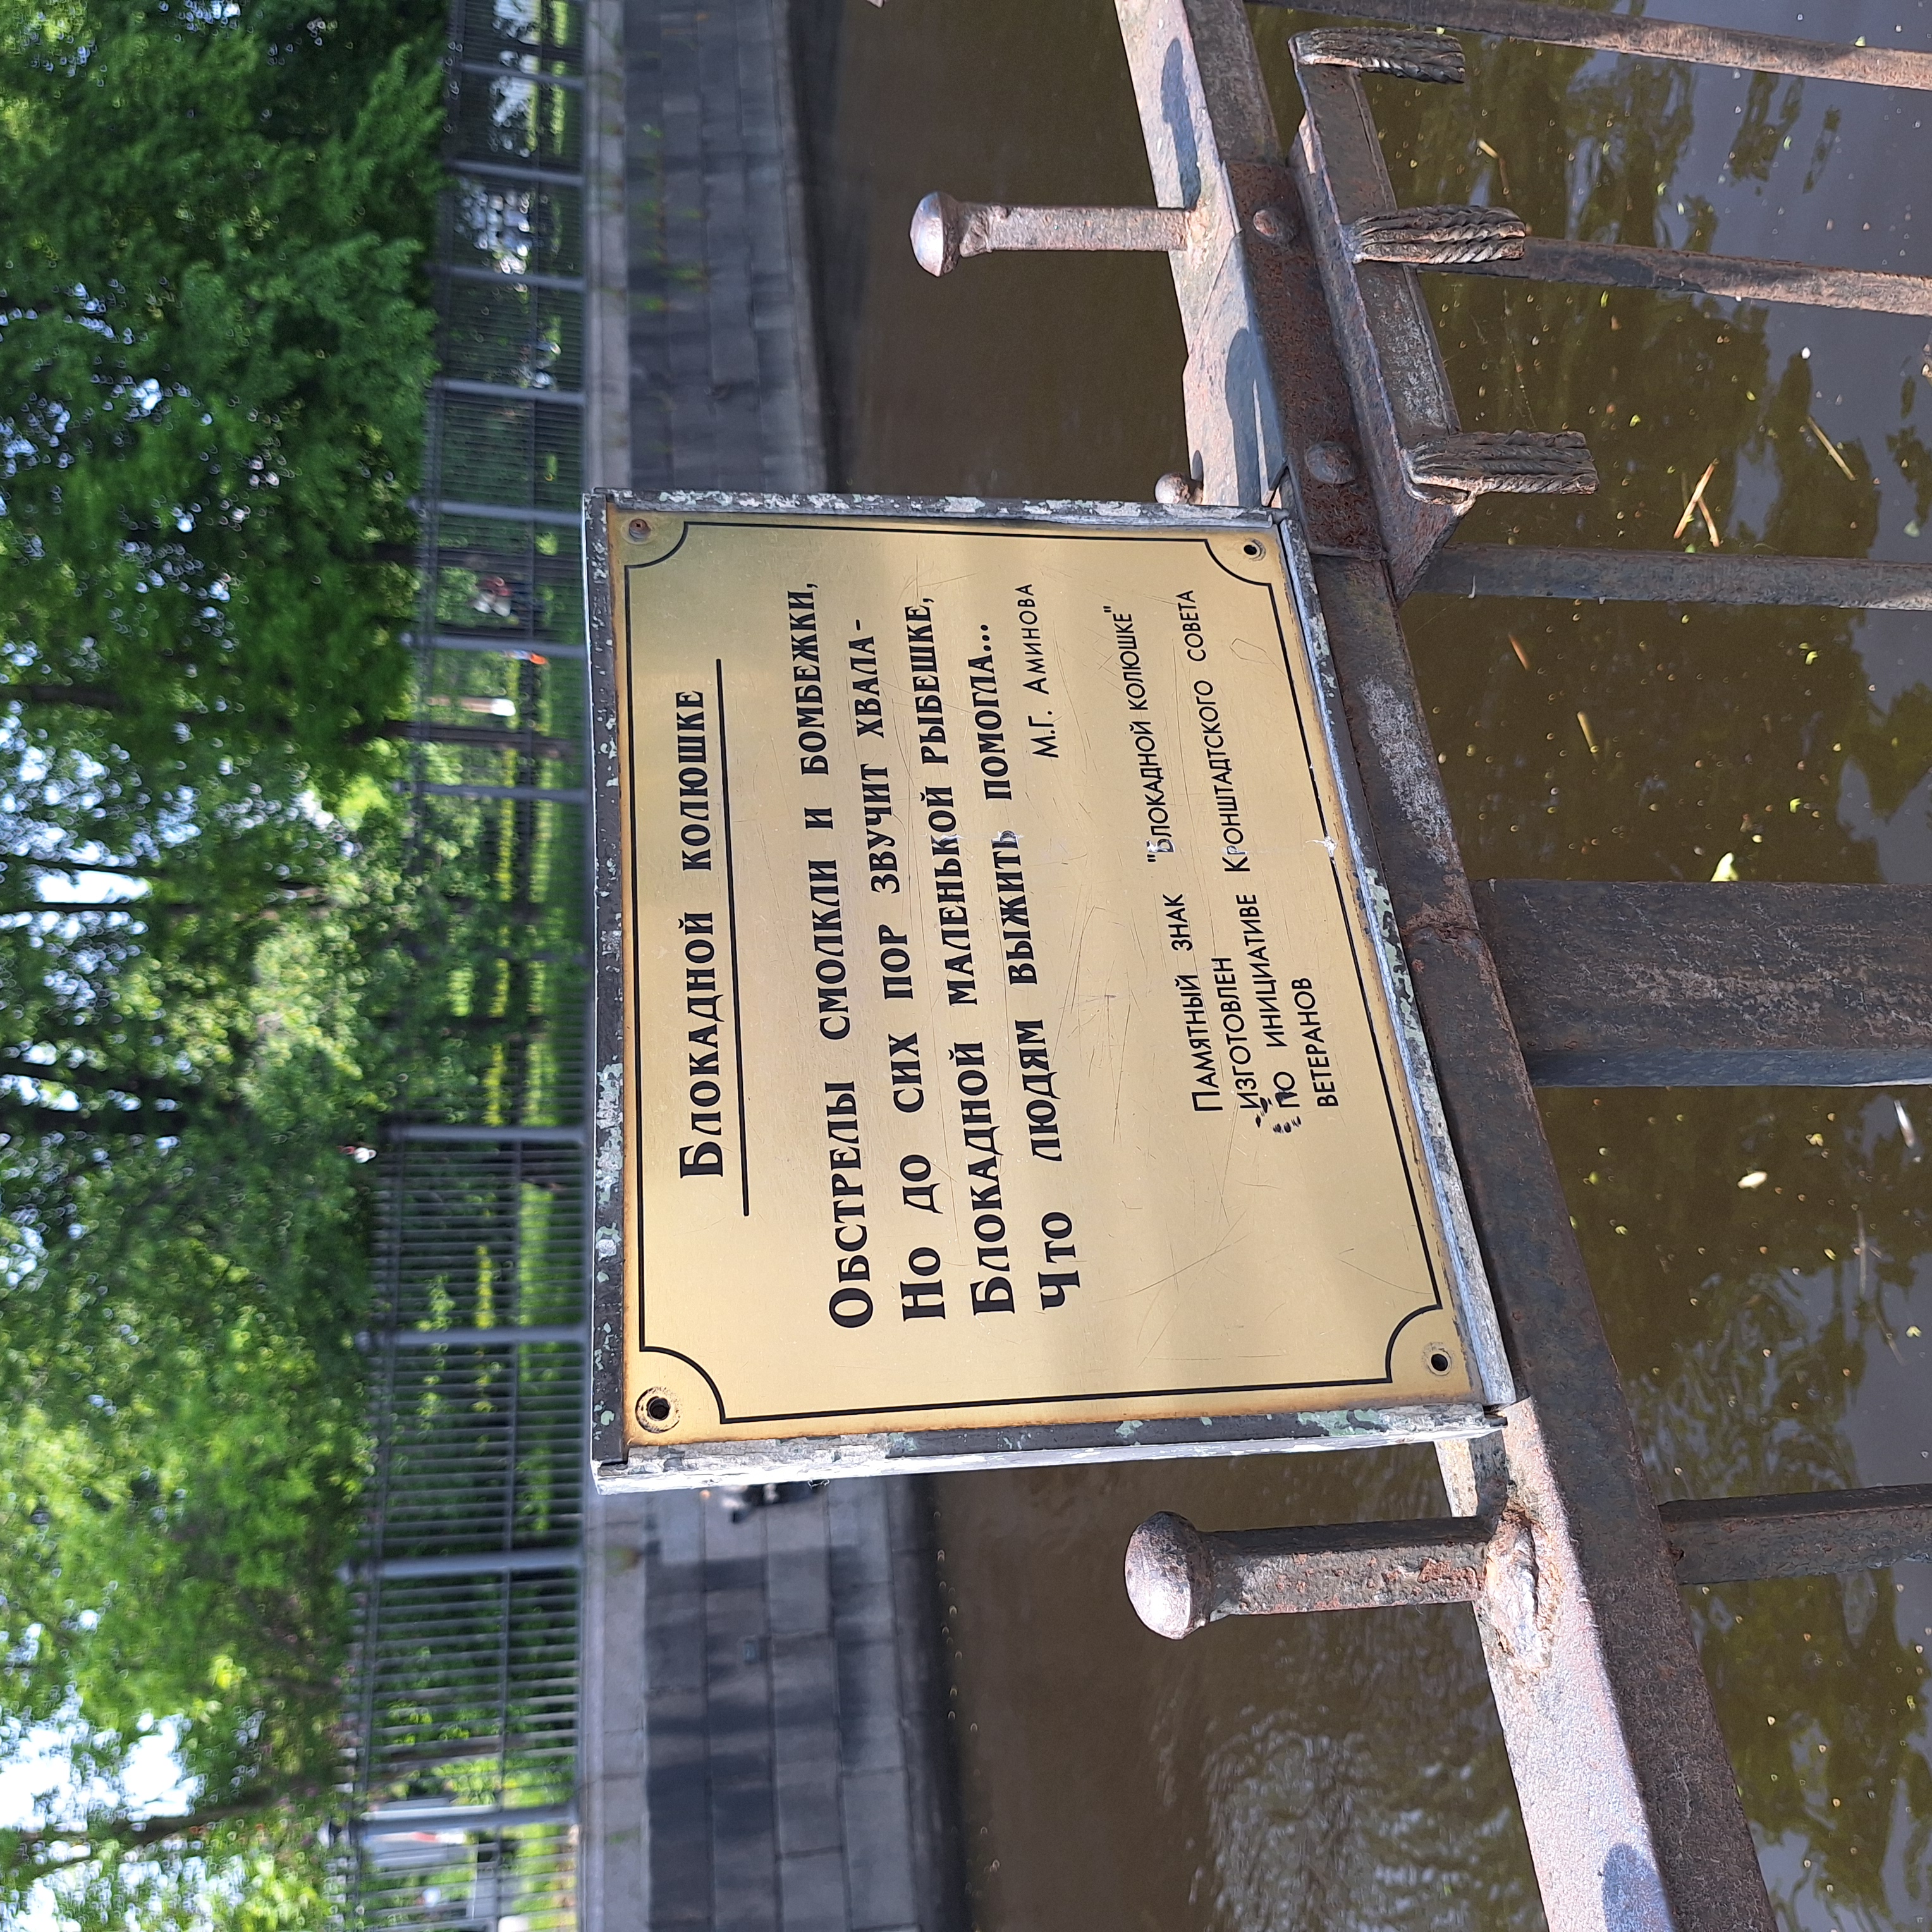 Блокадной колюшке
Обстрелы смолкли и бомбежки,
Но до сих пор звучит хвала-
Блокадной маленькой рыбешке,
Что людям выжить помогла...
М.Г. Аминова
Памятный знак "Блокадной колюшке"
изготовлен
по инициативе Кронштадтского совета
ветеранов